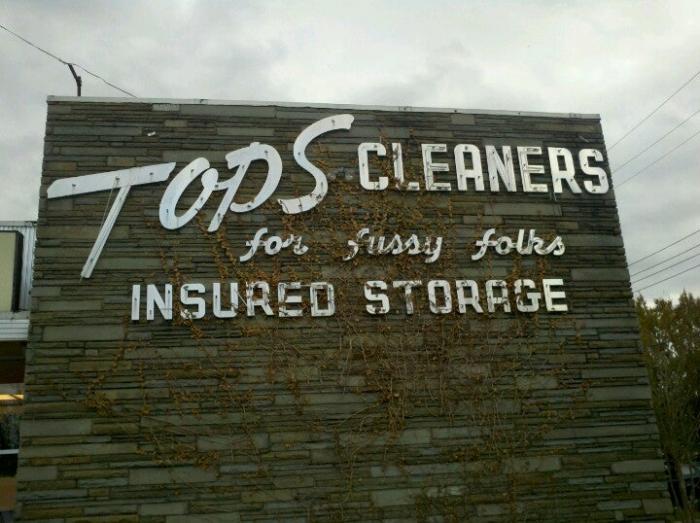 TOPS CLEANERS
for fussy folks
INSURED STORAGE